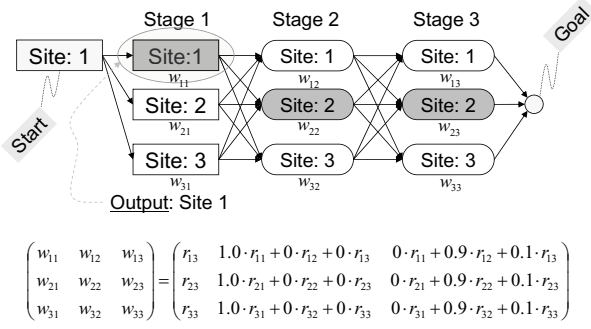 Stage 1 Stage 2 Stage 3
Site: 1 Site:1 Site: 1 Site: 1
w11 w12 w13
Goal
Site: 2 Site: 2 Site: 2
w21 w22 w23
Start
Site: 3 Site: 3 Site: 3
w31 w32 w33
Output: Site 1
(w11 w12 w13) = (r13 1.0·r11+0·r12+0·r13 0·r11+0.9·r12+0.1·r13)
(w21 w22 w23) = (r23 1.0·r21+0·r22+0·r23 0·r21+0.9·r22+0.1·r23)
(w31 w32 w33) = (r33 1.0·r31+0·r32+0·r33 0·r31+0.9·r32+0.1·r33)